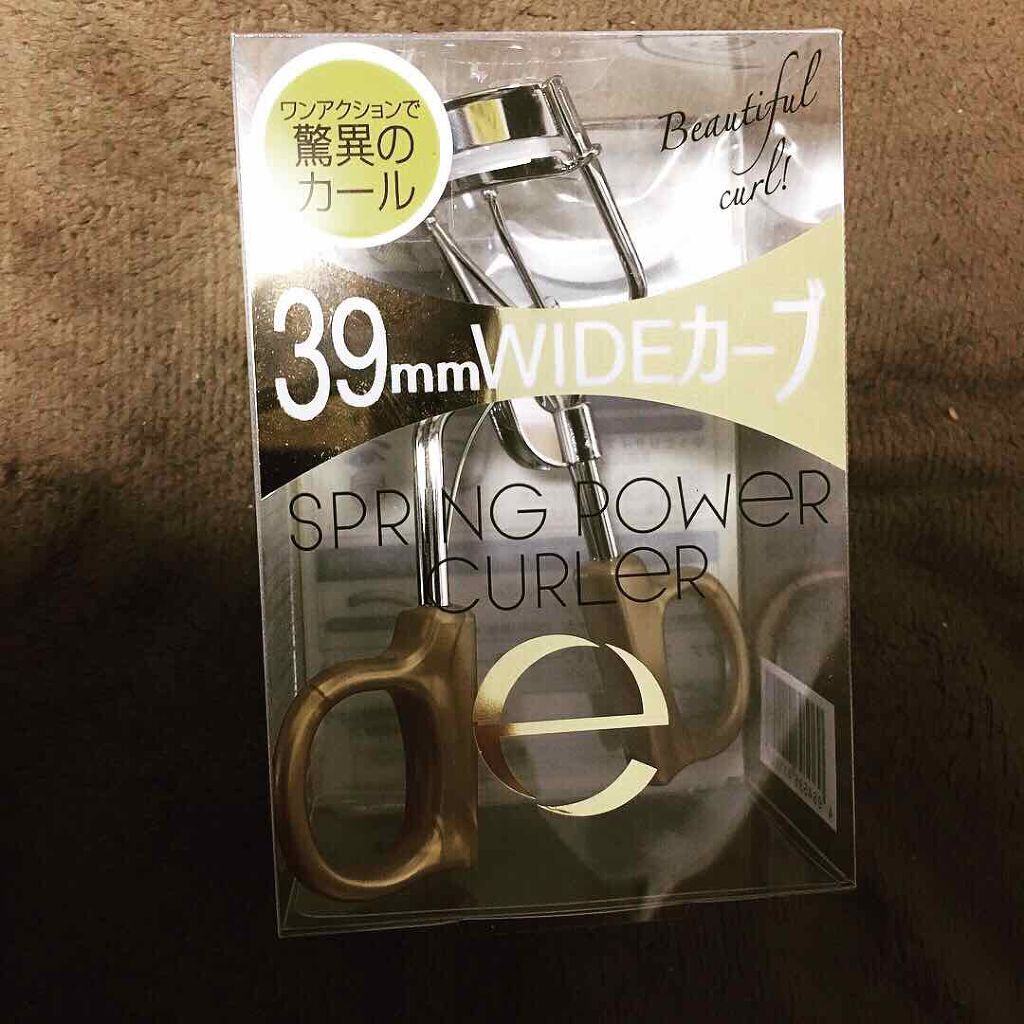 ワンアクションで
驚異の
カール
Beautiful
curl!
39mmWIDEカーブ
SPRING POWER
CURLER
e